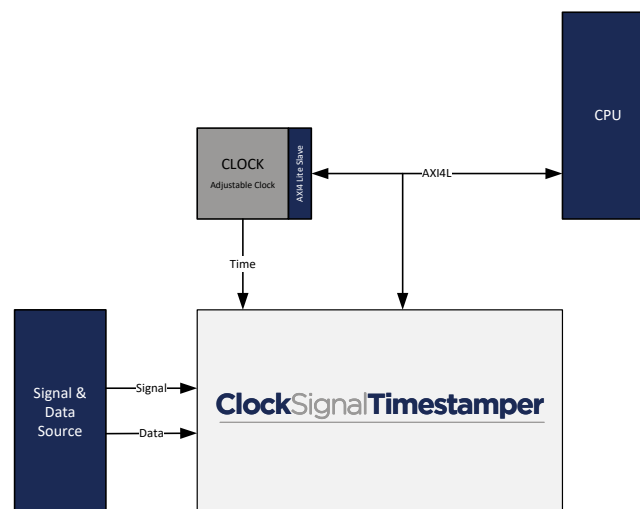 CPU
CLOCK
Adjustable Clock
AXI4 Lite Slave
AXI4L
Time
Signal &
Data
Source
Signal
Data
ClockSignalTimestamper